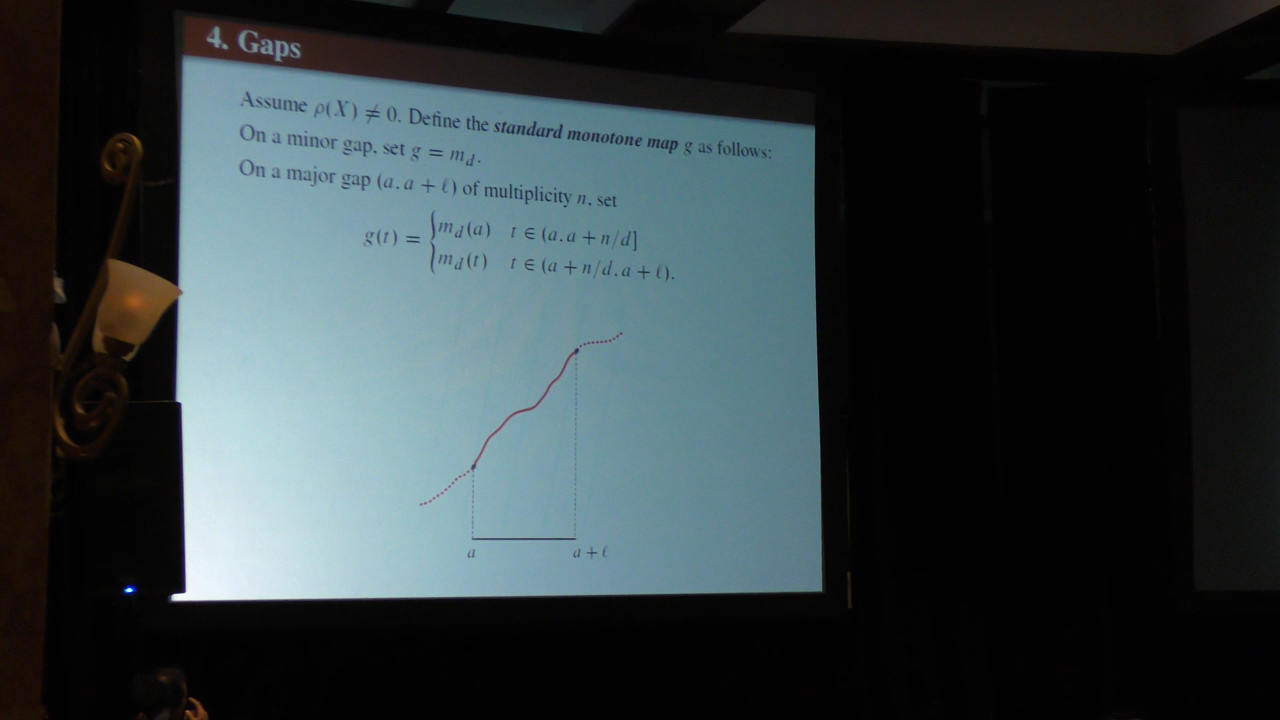 4. Gaps
Assume ρ(X) ≠ 0. Define the standard monotone map g as follows:
On a minor gap, set g = m_d.
On a major gap (a, a + ℓ) of multiplicity n, set
g(t) = { m_d(a) t ∈ (a, a + n/d]
m_d(t) t ∈ (a + n/d, a + ℓ).
a a + ℓ